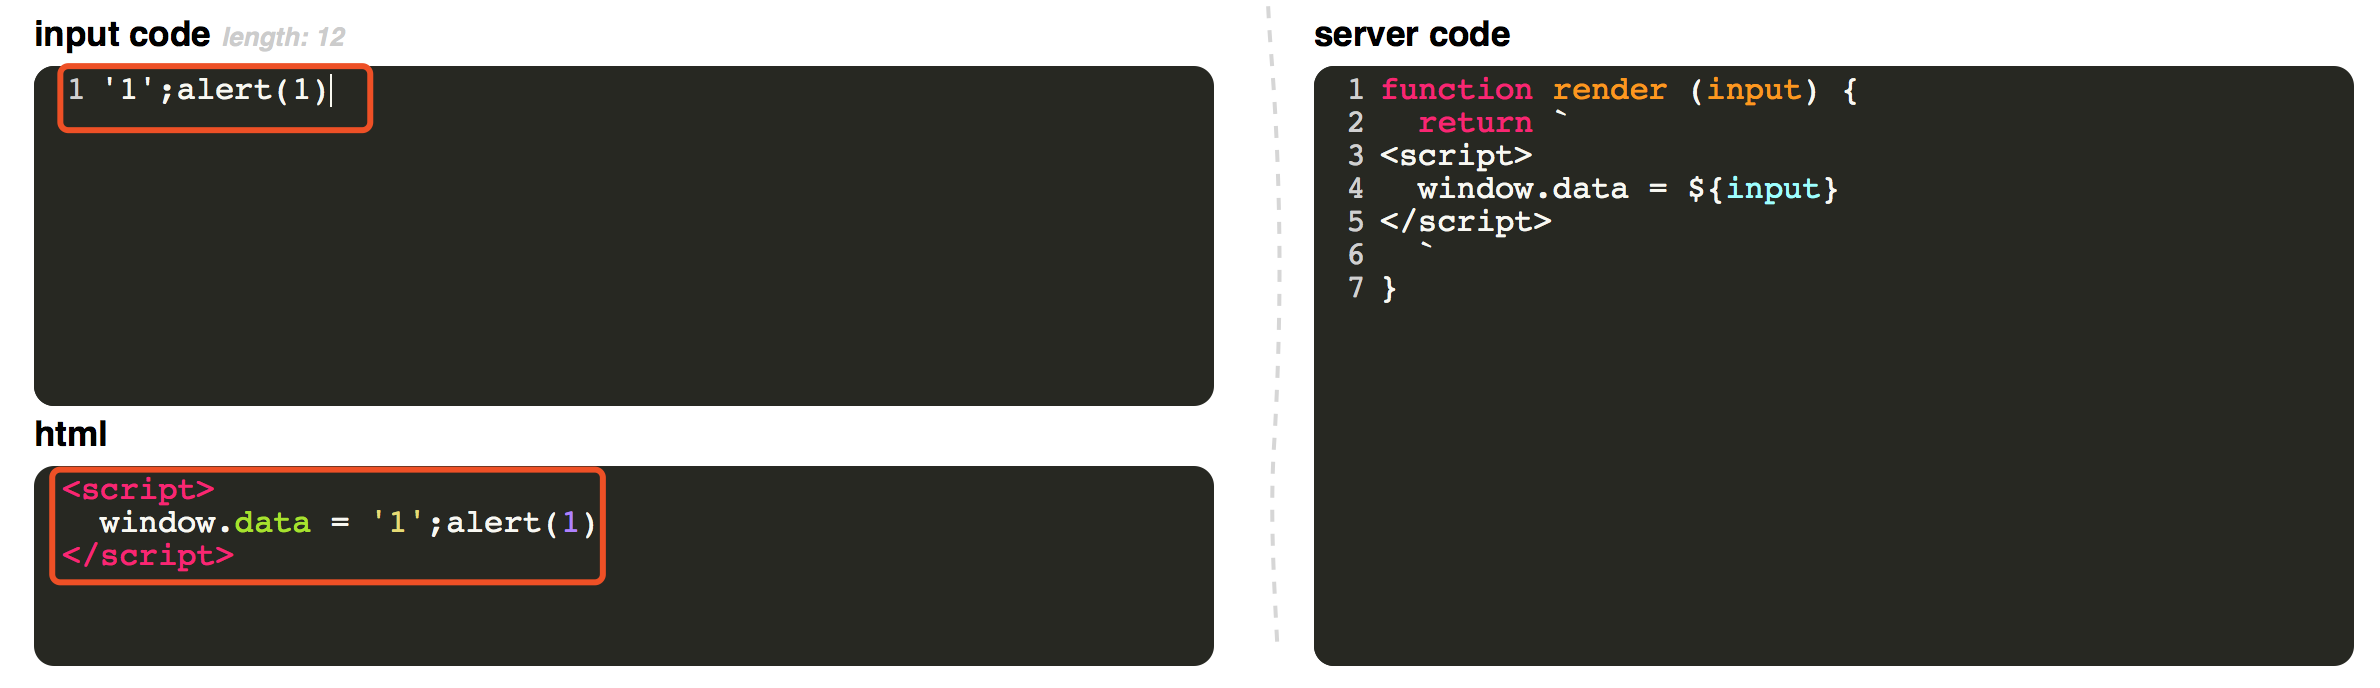 input code length: 12
1 '1';alert(1)
html
<script>
window.data = '1';alert(1)
</script>
server code
1 function render (input) {
2 return `
3 <script>
4 window.data = ${input}
5 </script>
6 `
7 }